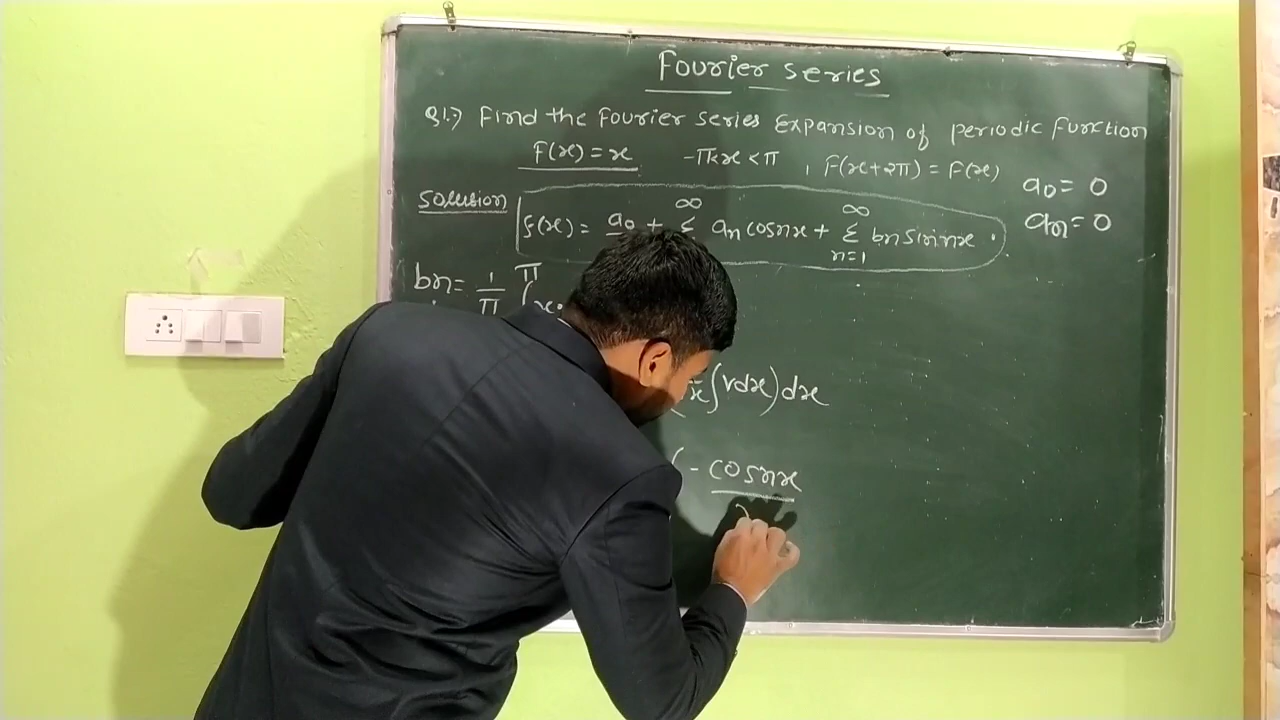 Fourier series
Q1.) Find the Fourier series Expansion of periodic function
F(x) = x -π<x<π , F(x+2π) = F(x)
a0 = 0
an = 0
Solution
f(x) = a0 + Σ ∞ an cosnx + Σ ∞ n=1 bn sinnx .
bn = 1/π ∫ π x.
∫vdx)dx
(- cosnx